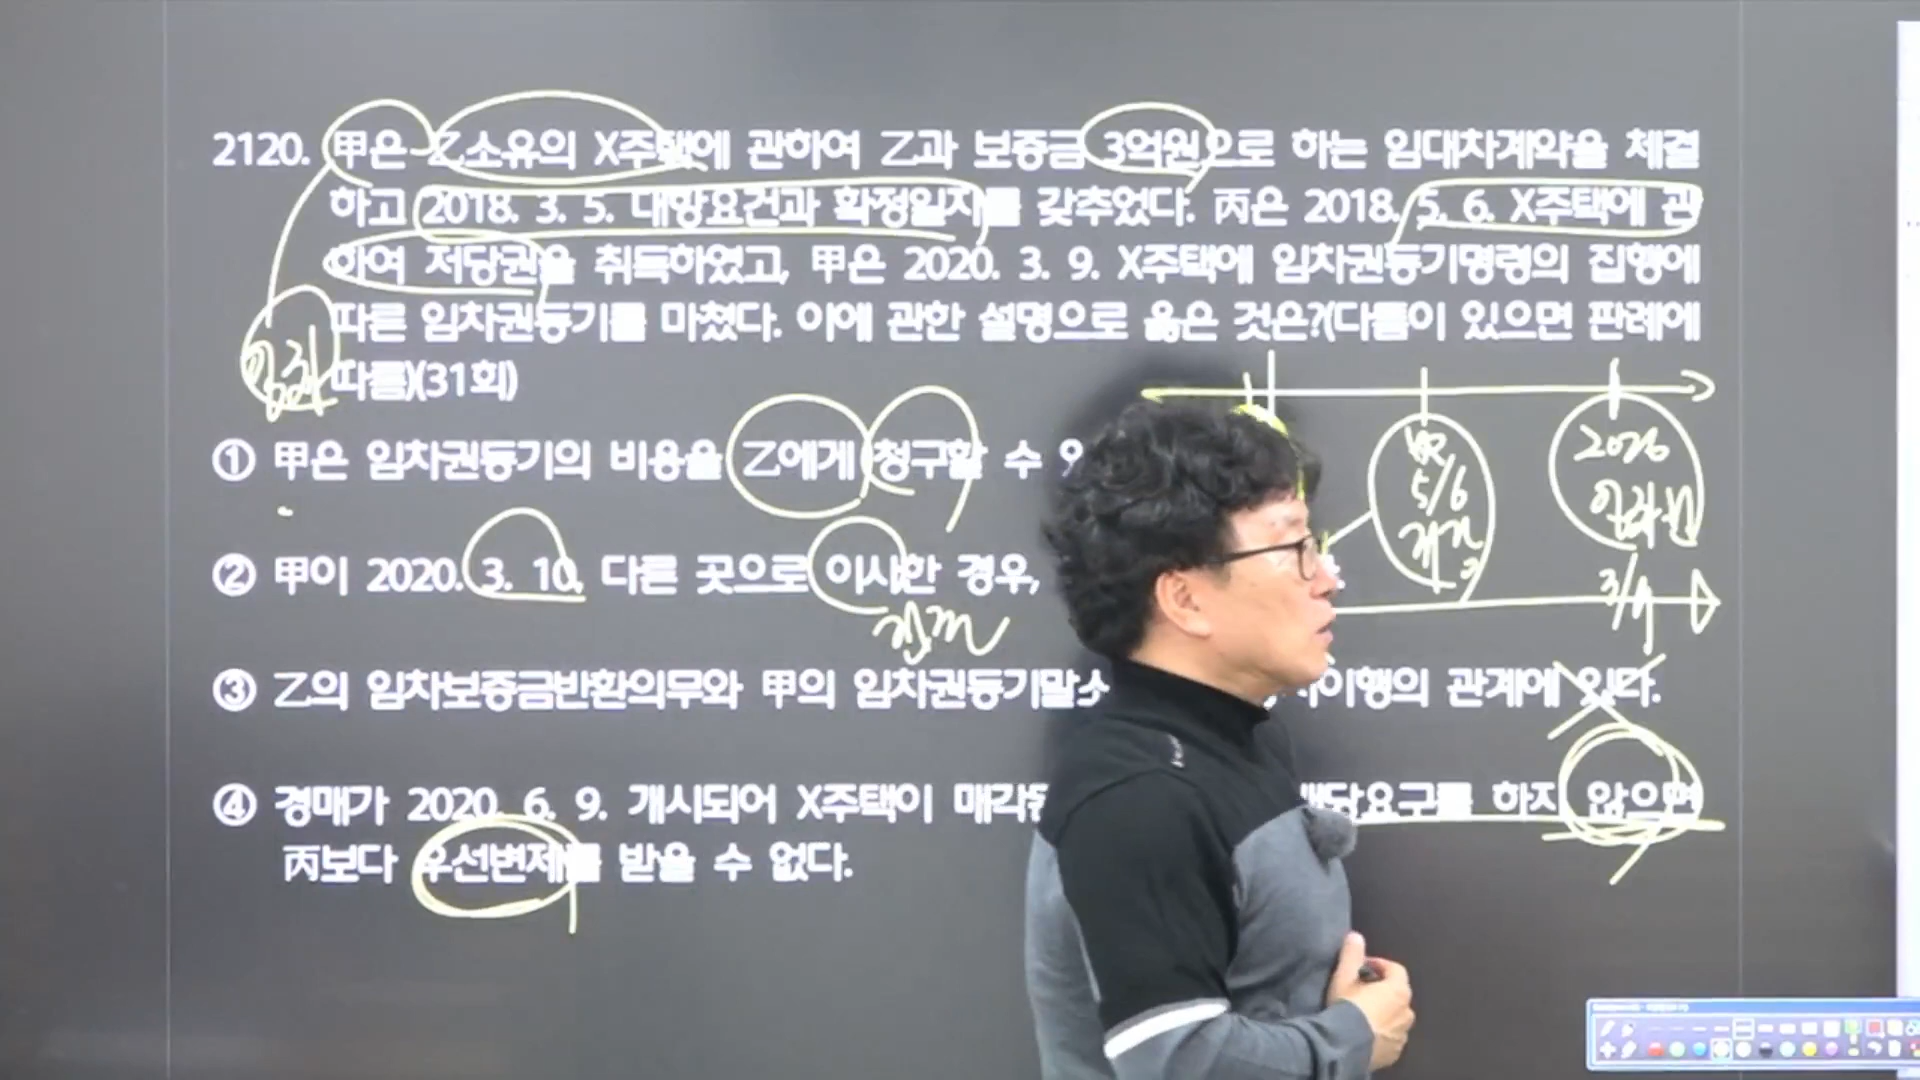 2120. 甲은 乙소유의 X주택에 관하여 乙과 보증금 3억원으로 하는 임대차계약을 체결
하고 2018. 3. 5. 대항요건과 확정일자를 갖추었다. 丙은 2018. 5. 6. X주택에 관
하여 저당권을 취득하였고, 甲은 2020. 3. 9. X주택에 임차권등기명령의 집행에
따른 임차권등기를 마쳤다. 이에 관한 설명으로 옳은 것은?(다툼이 있으면 판례에
따름)(31회)
① 甲은 임차권등기의 비용을 乙에게 청구할 수
5/6
② 甲이 2020. 3. 10. 다른 곳으로 이사한 경우,
3/9
③ 乙의 임차보증금반환의무와 甲의 임차권등기말소 이행의 관계에 있다.
④ 경매가 2020. 6. 9. 개시되어 X주택이 매각 배당요구를 하지 않으면
丙보다 우선변제를 받을 수 없다.